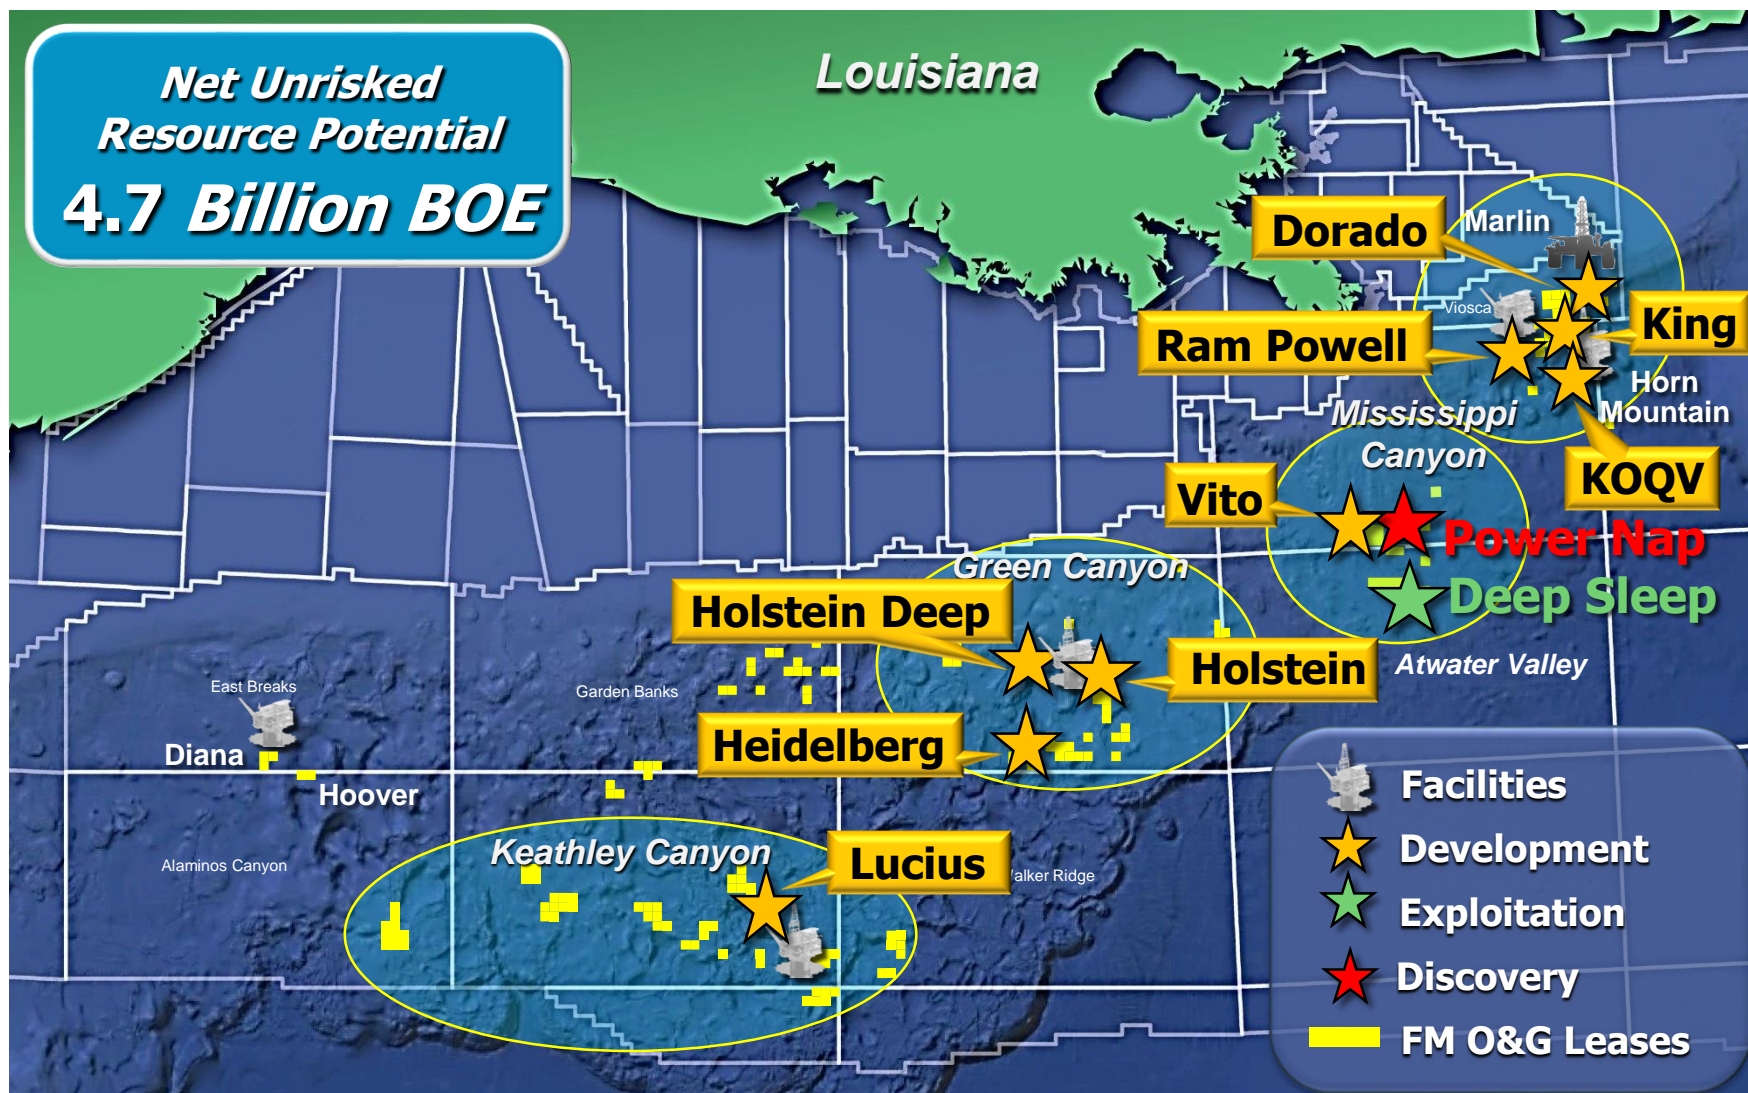 Net Unrisked
Resource Potential
4.7 Billion BOE
Louisiana
Dorado
Marlin
Viosca
King
Ram Powell
Horn
Mountain
Mississippi
Canyon
KOQV
Vito
Power Nap
Green Canyon
Deep Sleep
Holstein Deep
Holstein
Atwater Valley
East Breaks
Garden Banks
Heidelberg
Diana
Hoover
Keathley Canyon
Lucius
Alaminos Canyon
alker Ridge
Facilities
Development
Exploitation
Discovery
FM O&G Leases